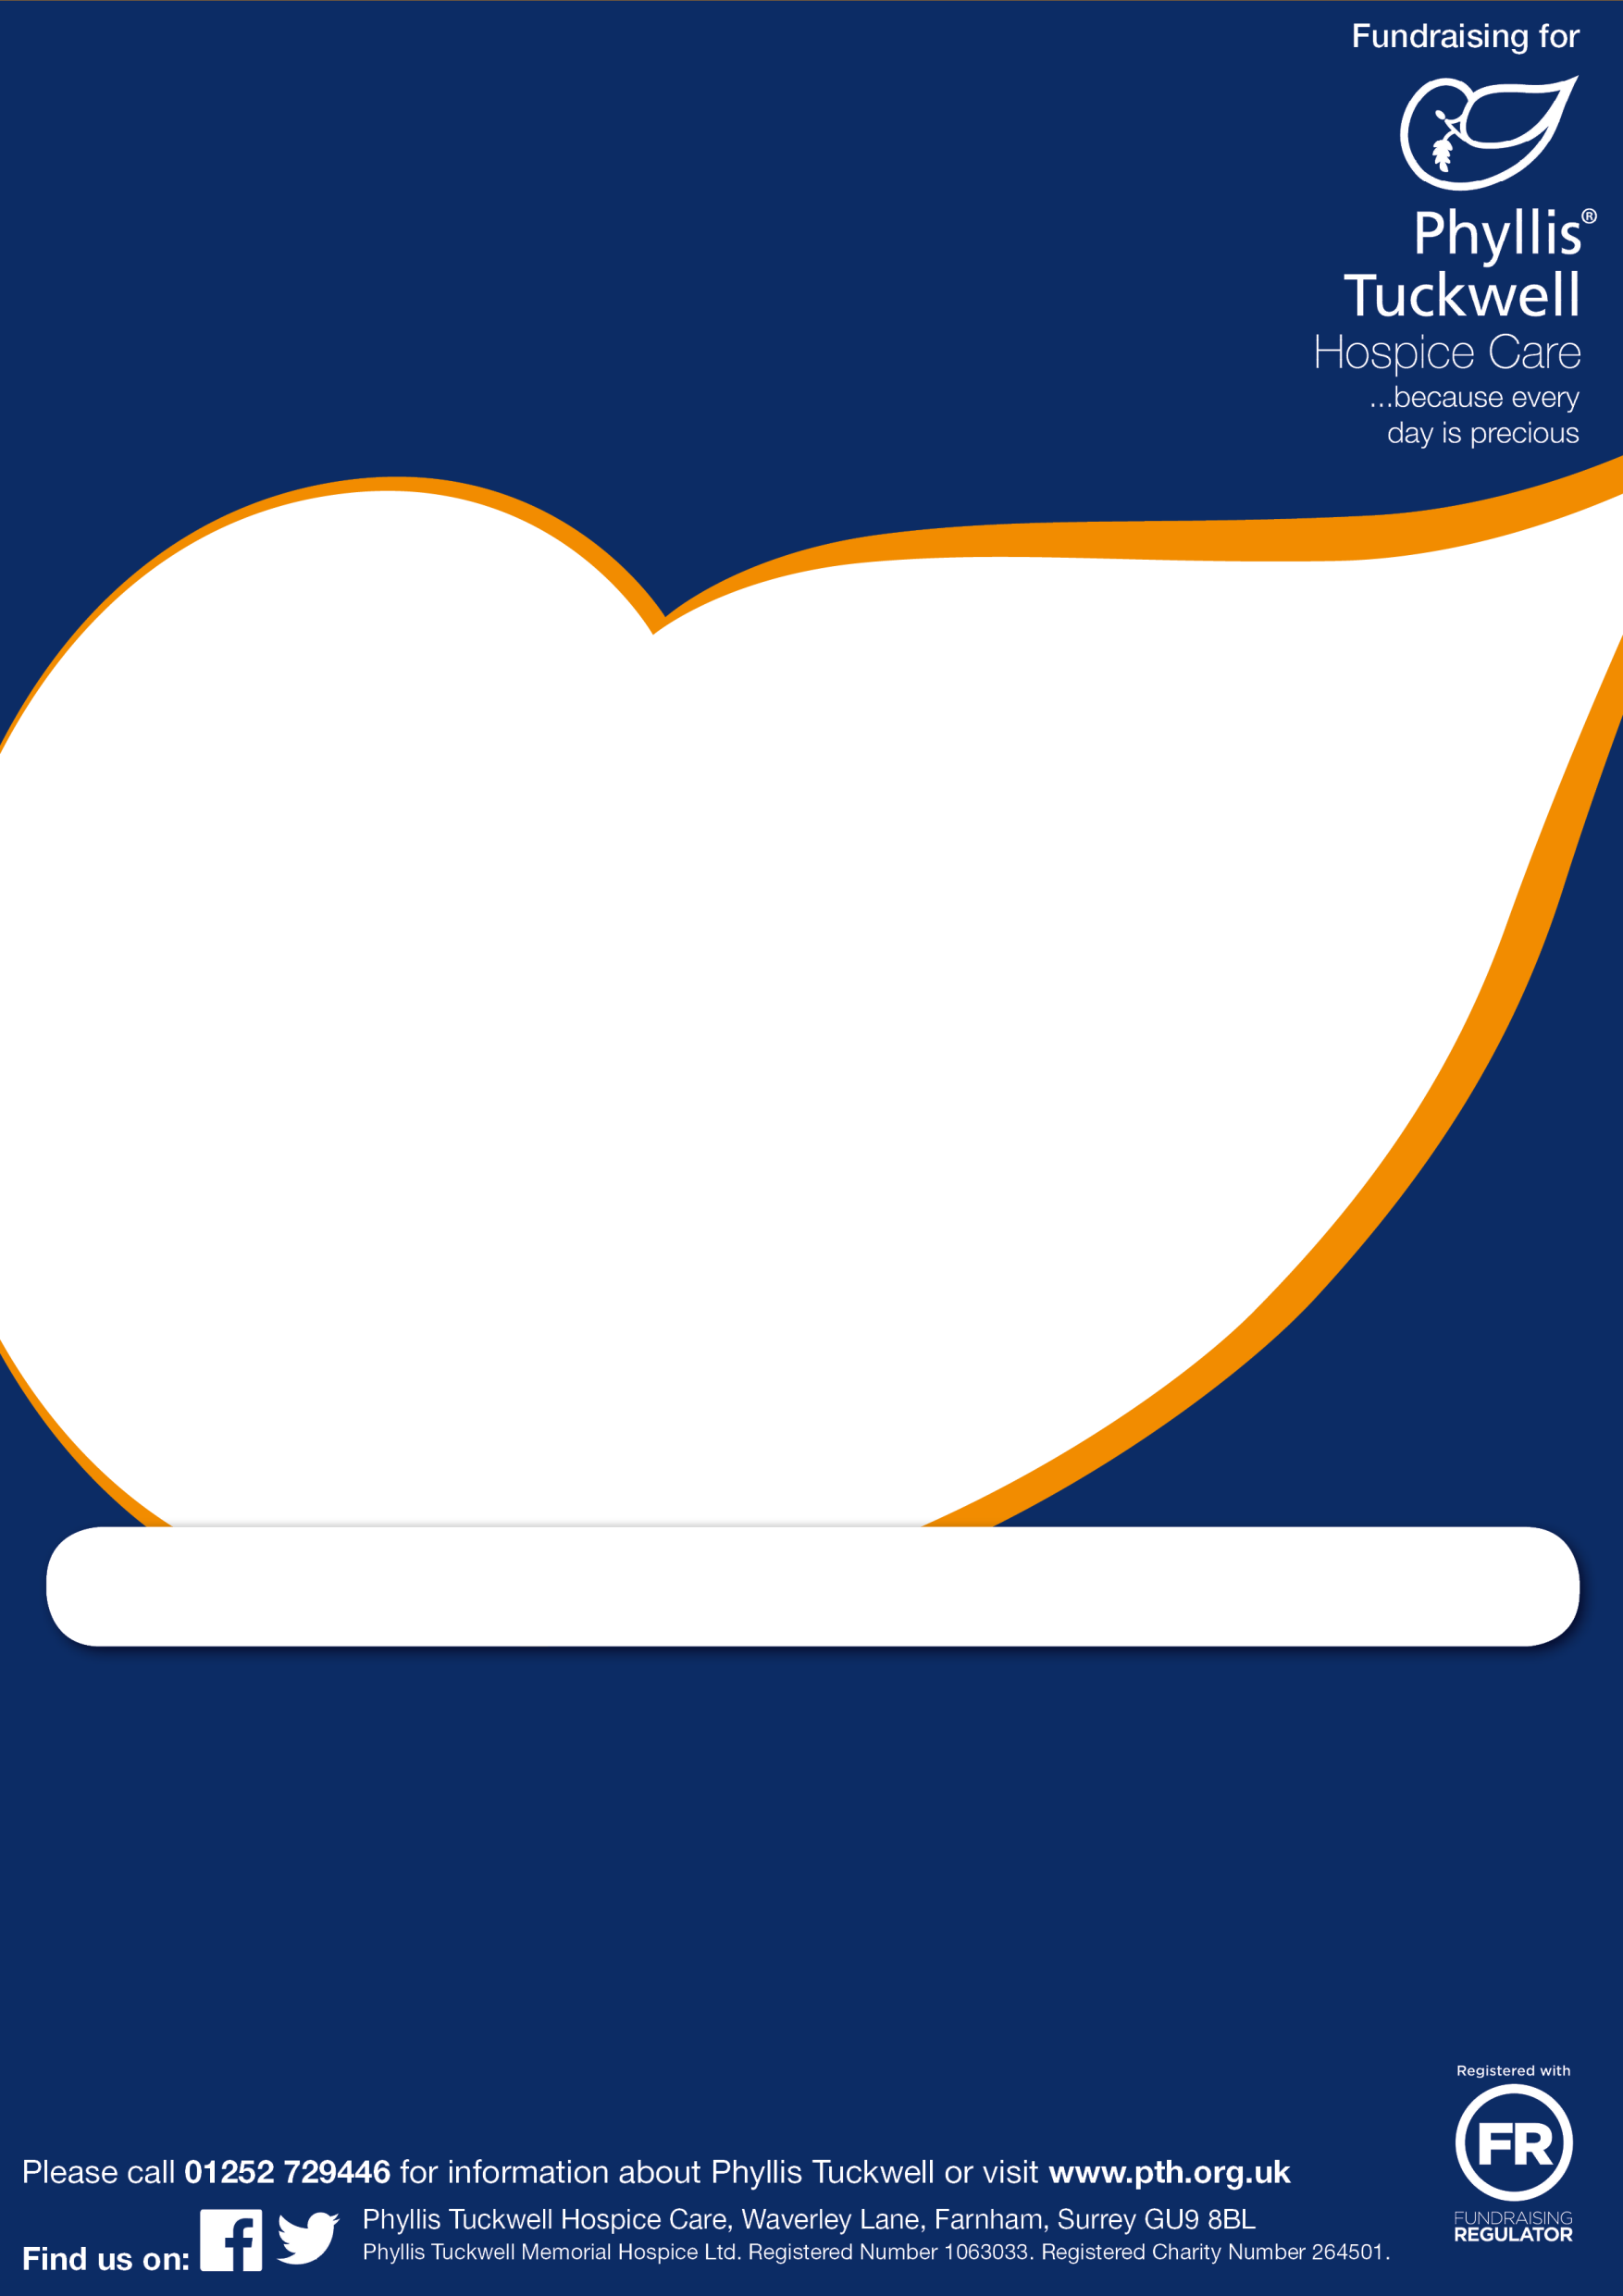 Fundraising for
Phyllis®
Tuckwell
Hospice Care
...because every
day is precious
Registered with
FR
FUNDRAISING
REGULATOR
Please call 01252 729446 for information about Phyllis Tuckwell or visit www.pth.org.uk
Find us on:
Phyllis Tuckwell Hospice Care, Waverley Lane, Farnham, Surrey GU9 8BL
Phyllis Tuckwell Memorial Hospice Ltd. Registered Number 1063033. Registered Charity Number 264501.